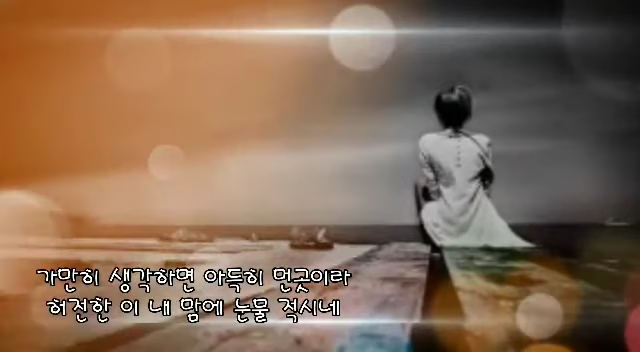 가만히 생각하면 아득히 먼곳이라
허전한 이 내 맘에 눈물 적시네